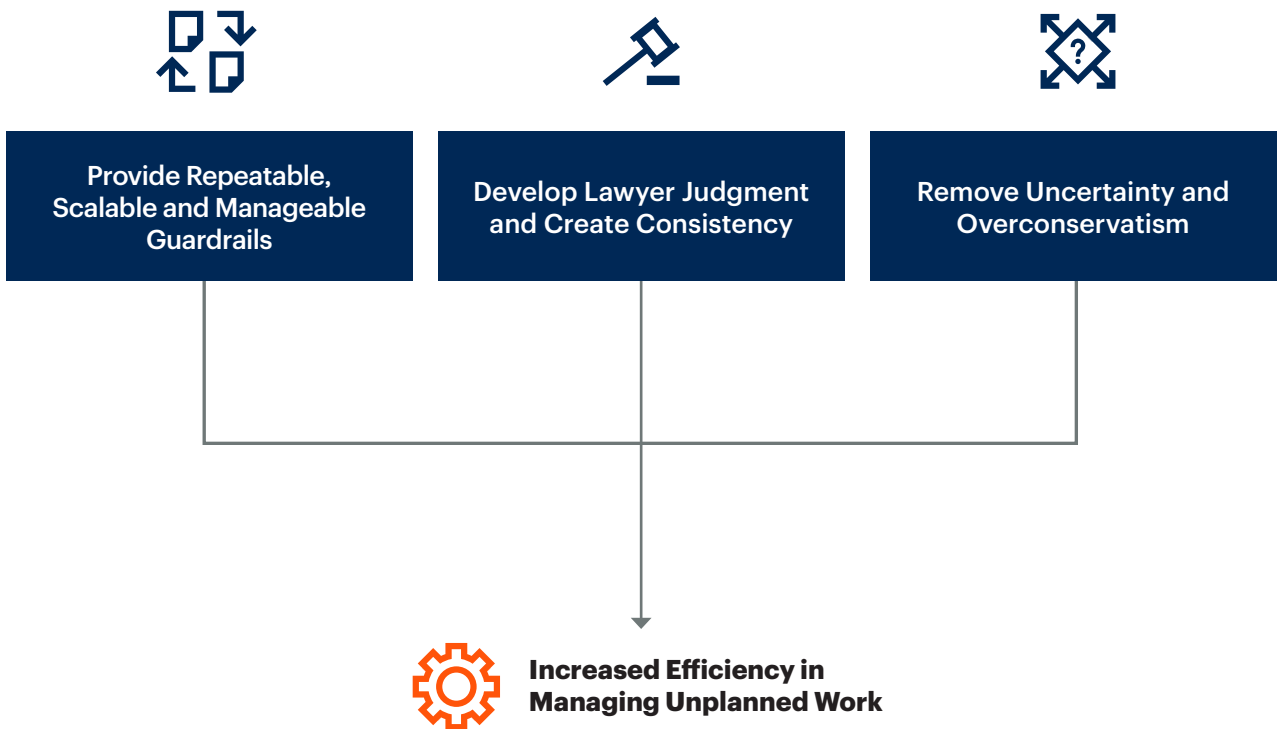 ?
Provide Repeatable,
Scalable and Manageable
Guardrails
Develop Lawyer Judgment
and Create Consistency
Remove Uncertainty and
Overconservatism
Increased Efficiency in
Managing Unplanned Work